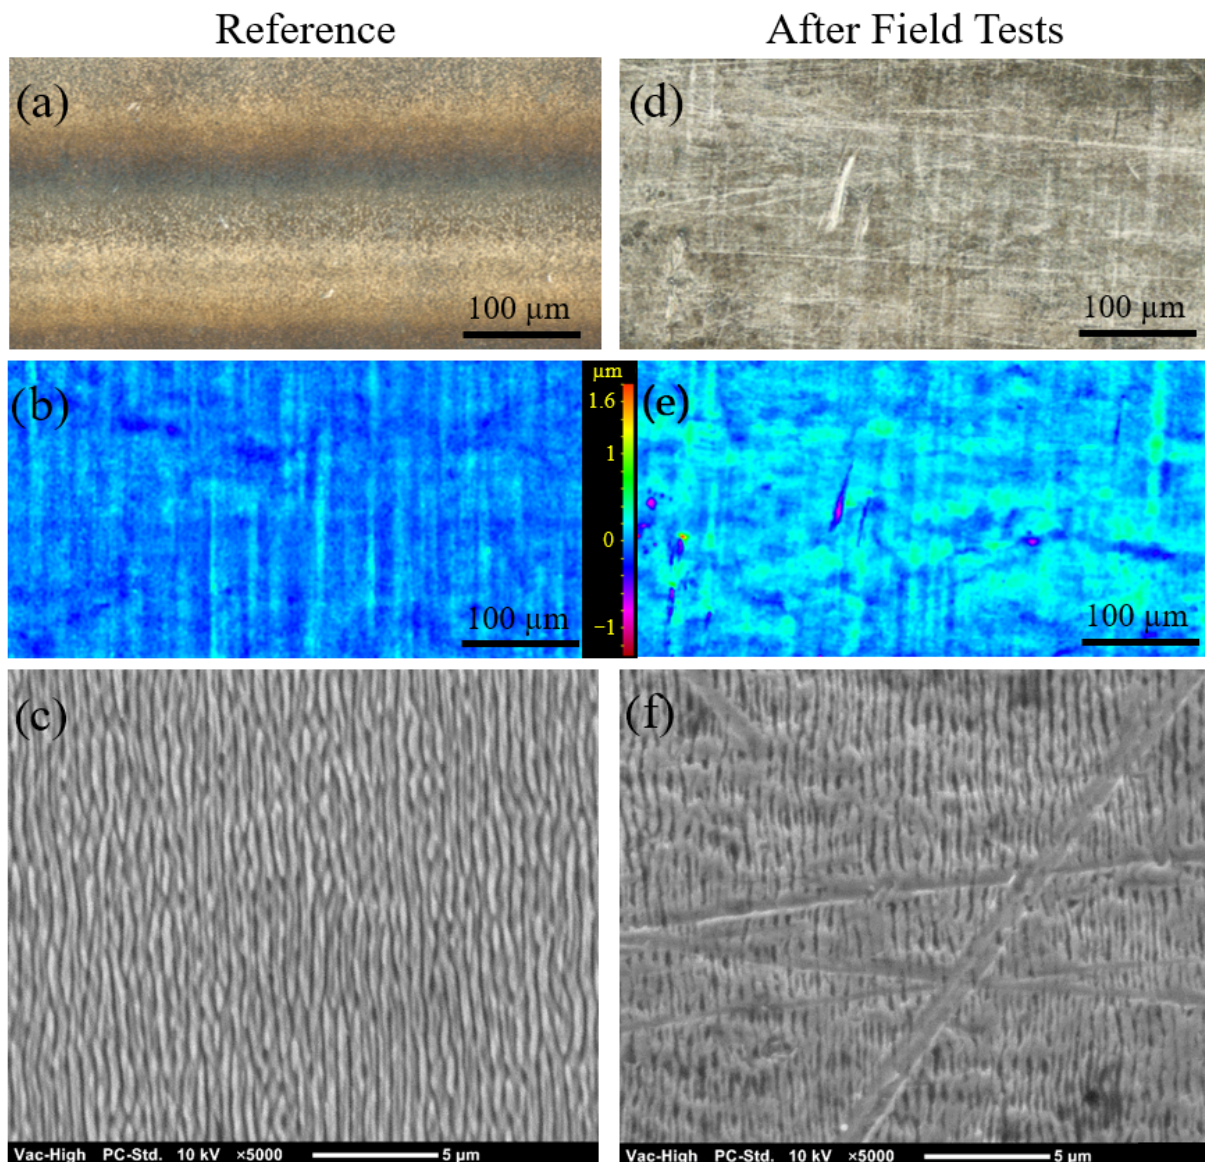 Reference After Field Tests
(a) (d)
100 µm 100 µm
(b) µm (e)
1.6
1
0
−1
100 µm 100 µm
(c) (f)
Vac-High PC-Std. 10 kV ×5000 5 µm Vac-High PC-Std. 10 kV ×5000 5 µm